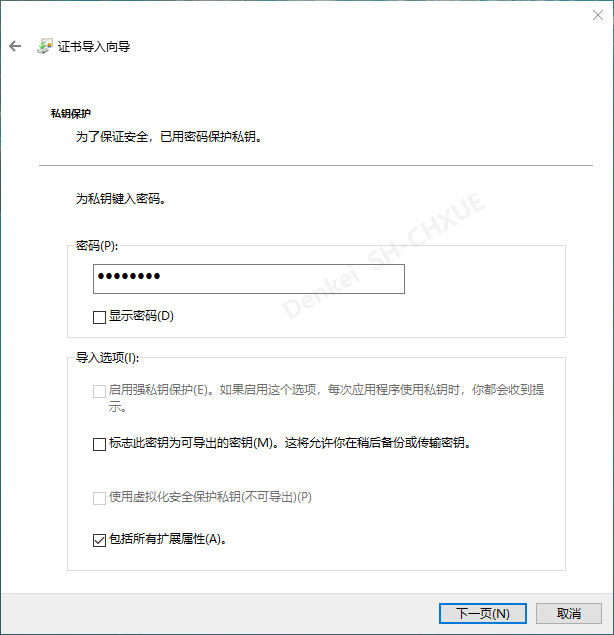 证书导入向导
私钥保护
为了保证安全，已用密码保护私钥。
为私钥键入密码。
密码(P):
●●●●●●●●
显示密码(D)
导入选项(I):
启用强私钥保护(E)。如果启用这个选项，每次应用程序使用私钥时，你都会收到提
示。
标志此密钥为可导出的密钥(M)。这将允许你在稍后备份或传输密钥。
使用虚拟化安全保护私钥(不可导出)(P)
包括所有扩展属性(A)。
下一页(N)
取消
Denkei SH-CHXUE